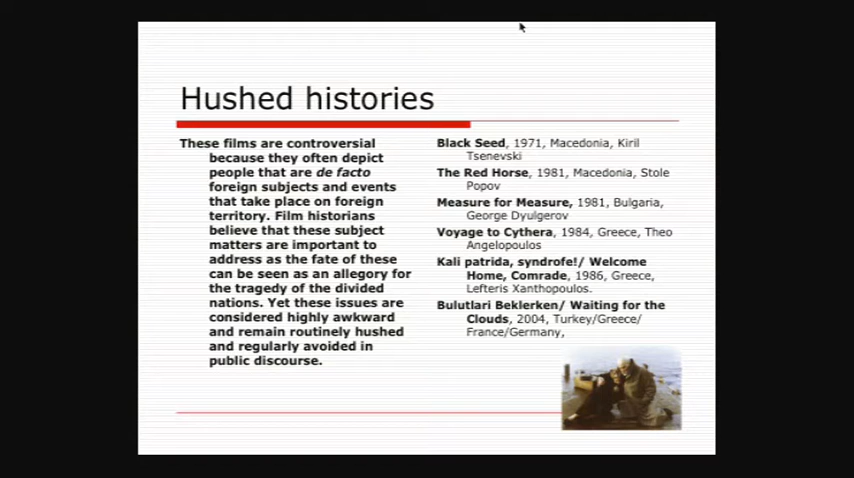 Hushed histories
These films are controversial
because they often depict
people that are de facto
foreign subjects and events
that take place on foreign
territory. Film historians
believe that these subject
matters are important to
address as the fate of these
can be seen as an allegory for
the tragedy of the divided
nations. Yet these issues are
considered highly awkward
and remain routinely hushed
and regularly avoided in
public discourse.
Black Seed, 1971, Macedonia, Kiril
Tsenevski
The Red Horse, 1981, Macedonia, Stole
Popov
Measure for Measure, 1981, Bulgaria,
George Dyulgerov
Voyage to Cythera, 1984, Greece, Theo
Angelopoulos
Kali patrida, syndrofe!/ Welcome
Home, Comrade, 1986, Greece,
Lefteris Xanthopoulos.
Bulutlari Beklerken/ Waiting for the
Clouds, 2004, Turkey/Greece/
France/Germany,